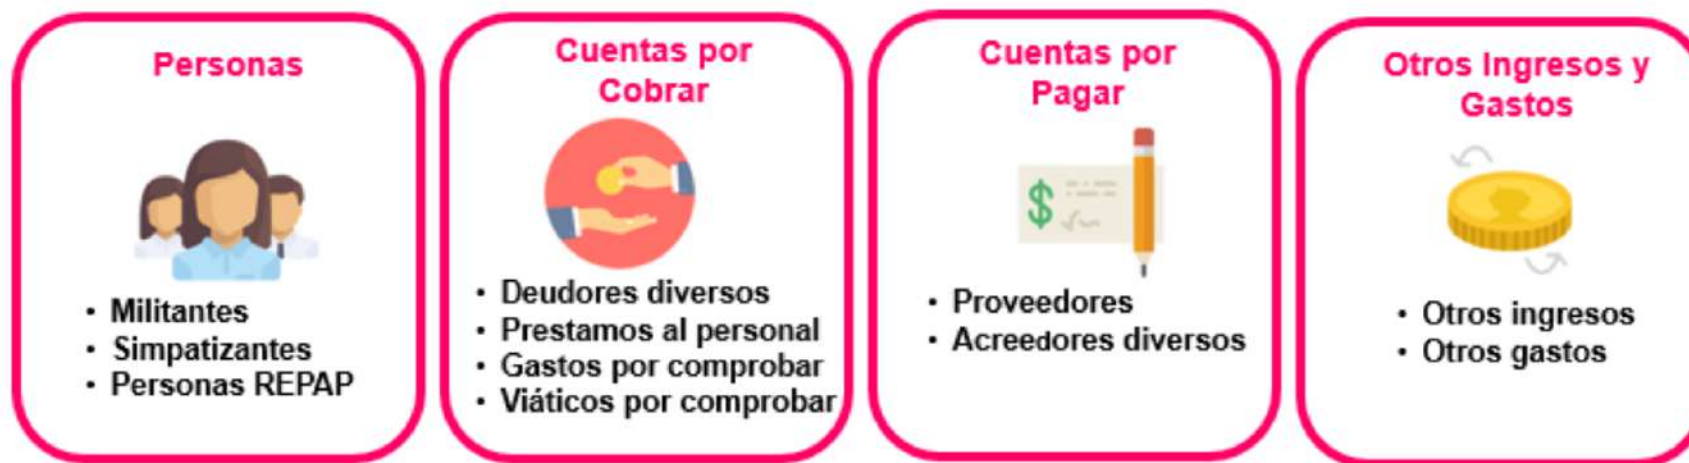 Personas
• Militantes
• Simpatizantes
• Personas REPAP
Cuentas por
Cobrar
• Deudores diversos
• Prestamos al personal
• Gastos por comprobar
• Viáticos por comprobar
Cuentas por
Pagar
$
• Proveedores
• Acreedores diversos
Otros Ingresos y
Gastos
• Otros ingresos
• Otros gastos